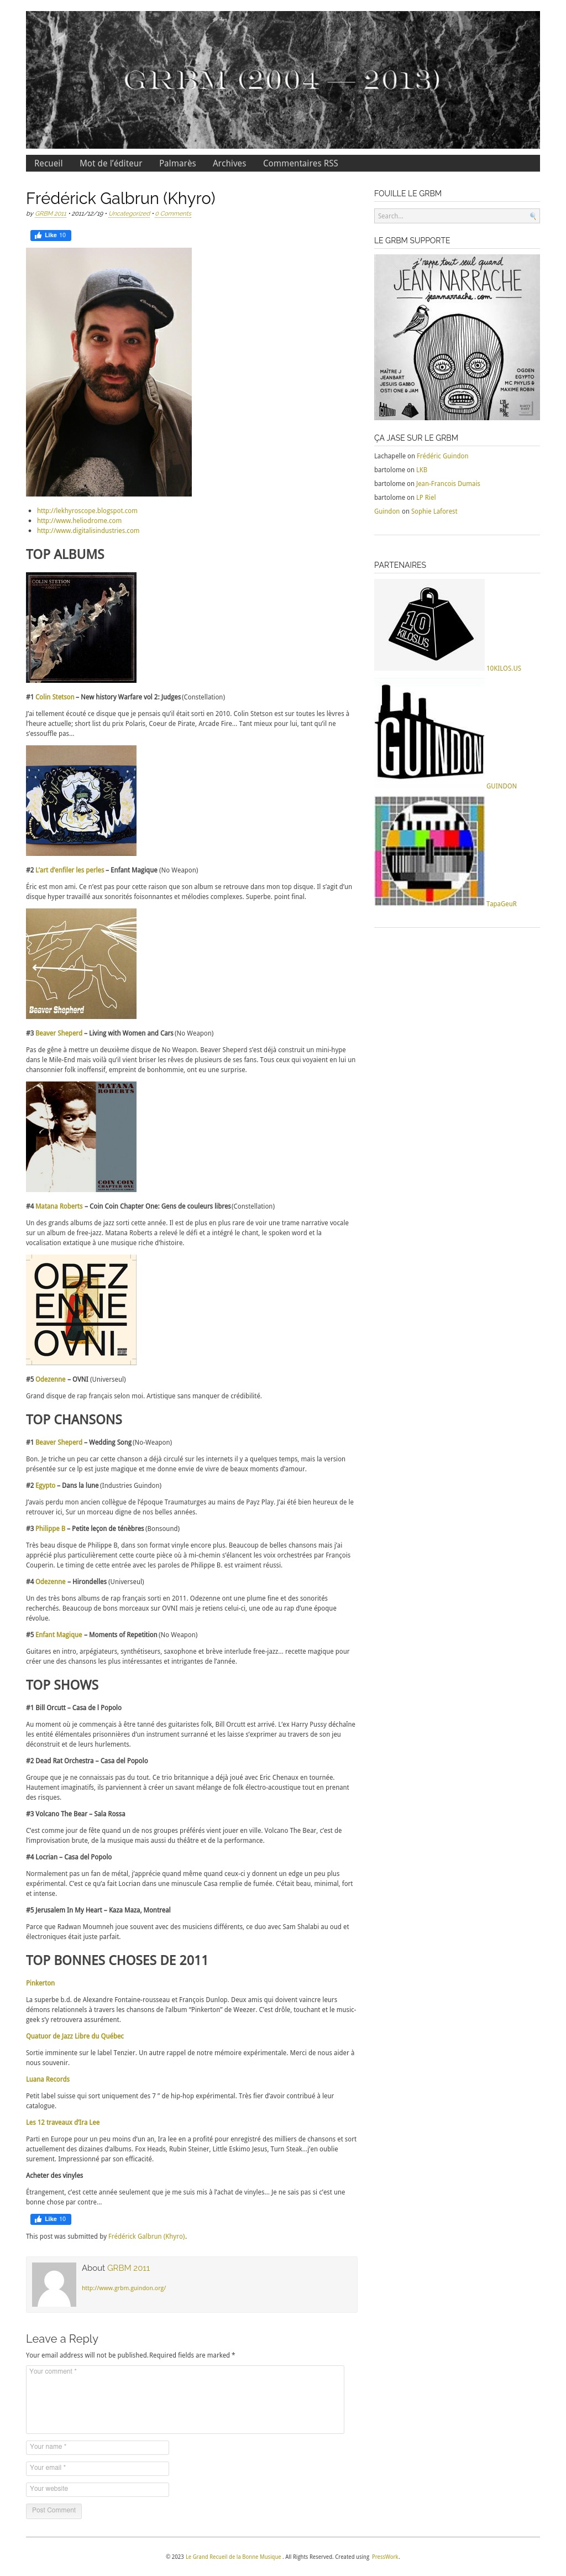 GRBM (2004 — 2013)
Recueil
Mot de l'éditeur
Palmarès
Archives
Commentaires RSS
Frédéric Galbrun (Khyro)
by GRBM 2011 • 2011/12/19 • Uncategorized • 0 Comments
Like 10
http://lekhyroscope.blogspot.com
http://www.heliodrome.com
http://www.digitalisindustries.com
TOP ALBUMS
COLIN STETSON
#1 Colin Stetson – New history Warfare vol 2: Judges (Constellation)
J'ai tellement écouté ce disque que je pensais qu'il était sorti en 2010. Colin Stetson est sur toutes les lèvres à
l'heure actuelle; short list du prix Polaris, Coeur de Pirate, Arcade Fire… Tant mieux pour lui, tant qu'il ne
s'essouffle pas…
#2 L'art d'enfiler les perles – Enfant Magique (No Weapon)
Éric est mon ami. Ce n'est pas pour cette raison que son album se retrouve dans mon top disque. Il s'agit d'un
disque hyper travaillé aux sonorités foisonnantes et mélodies complexes. Superbe. point final.
Beaver Shepherd
#3 Beaver Sheperd – Living with Women and Cars (No Weapon)
Pas de gêne à mettre un deuxième disque de No Weapon. Beaver Sheperd s'est déjà construit un mini-hype
dans le Mile-End mais voilà qu'il vient briser les rêves de plusieurs de ses fans. Tous ceux qui voyaient en lui un
chansonnier folk inoffensif, empreint de bonhommie, ont eu une surprise.
MATANA
ROBERTS
COIN COIN
CHAPTER ONE
#4 Matana Roberts – Coin Coin Chapter One: Gens de couleurs libres (Constellation)
Un des grands albums de jazz sorti cette année. Il est de plus en plus rare de voir une trame narrative vocale
sur un album de free-jazz. Matana Roberts a relevé le défi et a intégré le chant, le spoken word et la
vocalisation extatique à une musique riche d'histoire.
ODEZ
ENNE
OVNI
#5 Odezenne – OVNI (Universeul)
Grand disque de rap français selon moi. Artistique sans manquer de crédibilité.
TOP CHANSONS
#1 Beaver Sheperd – Wedding Song (No-Weapon)
Bon. Je triche un peu car cette chanson a déjà circulé sur les internets il y a quelques temps, mais la version
présentée sur ce lp est juste magique et me donne envie de vivre de beaux moments d'amour.
#2 Egypto – Dans la lune (Industries Guindon)
J'avais perdu mon ancien collègue de l'époque Traumaturges au mains de Payz Play. J'ai été bien heureux de le
retrouver ici, Sur un morceau digne de nos belles années.
#3 Philippe B – Petite leçon de ténèbres (Bonsound)
Très beau disque de Philippe B, dans son format vinyle encore plus. Beaucoup de belles chansons mais j'ai
apprécié plus particulièrement cette courte pièce où à mi-chemin s'élancent les voix orchestrées par François
Couperin. Le timing de cette entrée avec les paroles de Philippe B. est vraiment réussi.
#4 Odezenne – Hirondelles (Universeul)
Un des très bons albums de rap français sorti en 2011. Odezenne ont une plume fine et des sonorités
recherchés. Beaucoup de bons morceaux sur OVNI mais je retiens celui-ci, une ode au rap d'une époque
révolue.
#5 Enfant Magique – Moments of Repetition (No Weapon)
Guitares en intro, arpégiateurs, synthétiseurs, saxophone et brève interlude free-jazz… recette magique pour
créer une des chansons les plus intéressantes et intrigantes de l'année.
TOP SHOWS
#1 Bill Orcutt – Casa de l Popolo
Au moment où je commençais à être tanné des guitaristes folk, Bill Orcutt est arrivé. L'ex Harry Pussy déchaîne
les entité élémentales prisonnières d'un instrument surranné et les laisse s'exprimer au travers de son jeu
déconstruit et de leurs hurlements.
#2 Dead Rat Orchestra – Casa del Popolo
Groupe que je ne connaissais pas du tout. Ce trio britannique a déjà joué avec Eric Chenaux en tournée.
Hautement imaginatifs, ils parviennent à créer un savant mélange de folk électro-acoustique tout en prenant
des risques.
#3 Volcano The Bear – Sala Rossa
C'est comme jour de fête quand un de nos groupes préférés vient jouer en ville. Volcano The Bear, c'est de
l'improvisation brute, de la musique mais aussi du théâtre et de la performance.
#4 Locrian – Casa del Popolo
Normalement pas un fan de métal, j'apprécie quand même quand ceux-ci y donnent un edge un peu plus
expérimental. C'est ce qu'a fait Locrian dans une minuscule Casa remplie de fumée. C'était beau, minimal, fort
et intense.
#5 Jerusalem In My Heart – Kaza Maza, Montreal
Parce que Radwan Moumneh joue souvent avec des musiciens différents, ce duo avec Sam Shalabi au oud et
électroniques était juste parfait.
TOP BONNES CHOSES DE 2011
Pinkerton
La superbe b.d. de Alexandre Fontaine-rousseau et François Dunlop. Deux amis qui doivent vaincre leurs
démons relationnels à travers les chansons de l'album "Pinkerton" de Weezer. C'est drôle, touchant et le music-
geek s'y retrouvera assurément.
Quatuor de Jazz Libre du Québec
Sortie imminente sur le label Tenzier. Un autre rappel de notre mémoire expérimentale. Merci de nous aider à
nous souvenir.
Luana Records
Petit label suisse qui sort uniquement des 7 " de hip-hop expérimental. Très fier d'avoir contribué à leur
catalogue.
Les 12 traveaux d'Ira Lee
Parti en Europe pour un peu moins d'un an, Ira lee en a profité pour enregistré des milliers de chansons et sort
actuellement des dizaines d'albums. Fox Heads, Rubin Steiner, Little Eskimo Jesus, Turn Steak…j'en oublie
surement. Impressionné par son efficacité.
Acheter des vinyles
Étrangement, c'est cette année seulement que je me suis mis à l'achat de vinyles… Je ne sais pas si c'est une
bonne chose par contre…
Like 10
This post was submitted by Frédérick Galbrun (Khyro).
About GRBM 2011
http://www.grbm.guindon.org/
Leave a Reply
Your email address will not be published. Required fields are marked *
Your comment *
Your name *
Your email *
Your website
Post Comment
FOUILLE LE GRBM
Search...
LE GRBM SUPPORTE
j'rappe tout seul quand
JEAN NARRACHE
jeannarrache.com
MAÎTRE J
JEANBART
JESUIS GABBO
OSTI ONE & JAM
OGDEN
EGYPTO
MC PHYLIS &
MAXIME ROBIN
ÇA JASE SUR LE GRBM
Lachapelle on Frédéric Guindon
bartolome on LKB
bartolome on Jean-Francois Dumais
bartolome on LP Riel
Guindon on Sophie Laforest
PARTENAIRES
10
KILOS.US
10KILOS.US
GUINDON
GUINDON
TapaGeuR
© 2023 Le Grand Recueil de la Bonne Musique . All Rights Reserved. Created using PressWork.